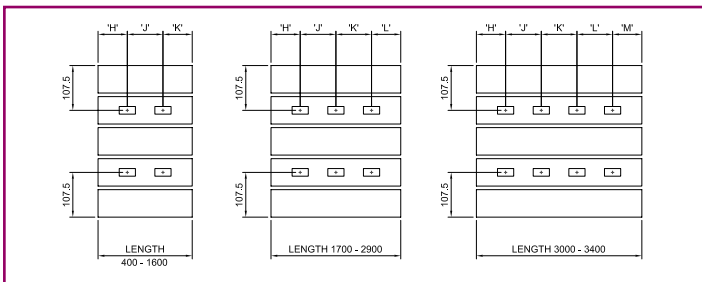 'H' 'J' 'K' 'H' 'J' 'K' 'L' 'H' 'J' 'K' 'L' 'M'
107.5 107.5 107.5
107.5 107.5 107.5
LENGTH LENGTH 1700 - 2900 LENGTH 3000 - 3400
400 - 1600